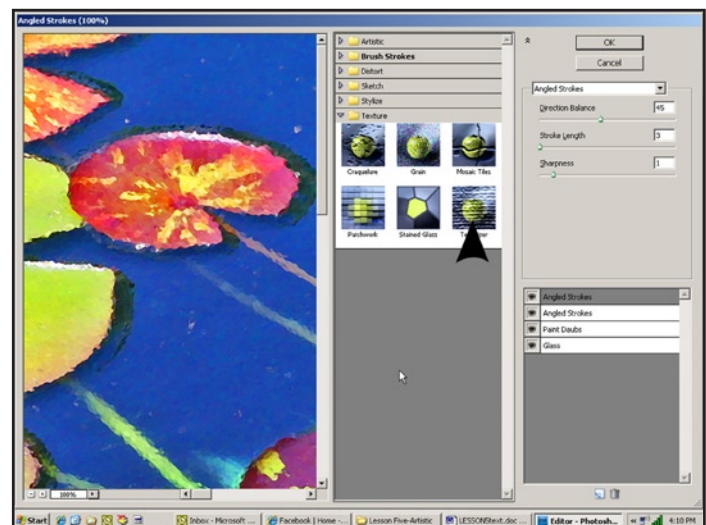 Angled Strokes (100%)
Artistic
Brush Strokes
Distort
Sketch
Stylize
Texture
Craquelure Grain Mosaic Tiles
Patchwork Stained Glass
OK
Cancel
Angled Strokes
Direction Balance 45
Stroke Length 3
Sharpness 1
Angled Strokes
Angled Strokes
Paint Daubs
Glass
100%
Start Inbox - Microsoft ... Facebook | Home -... Lesson Five-Artistic LESSON5text.doc ... Editor - Photosh... 4:10 PM